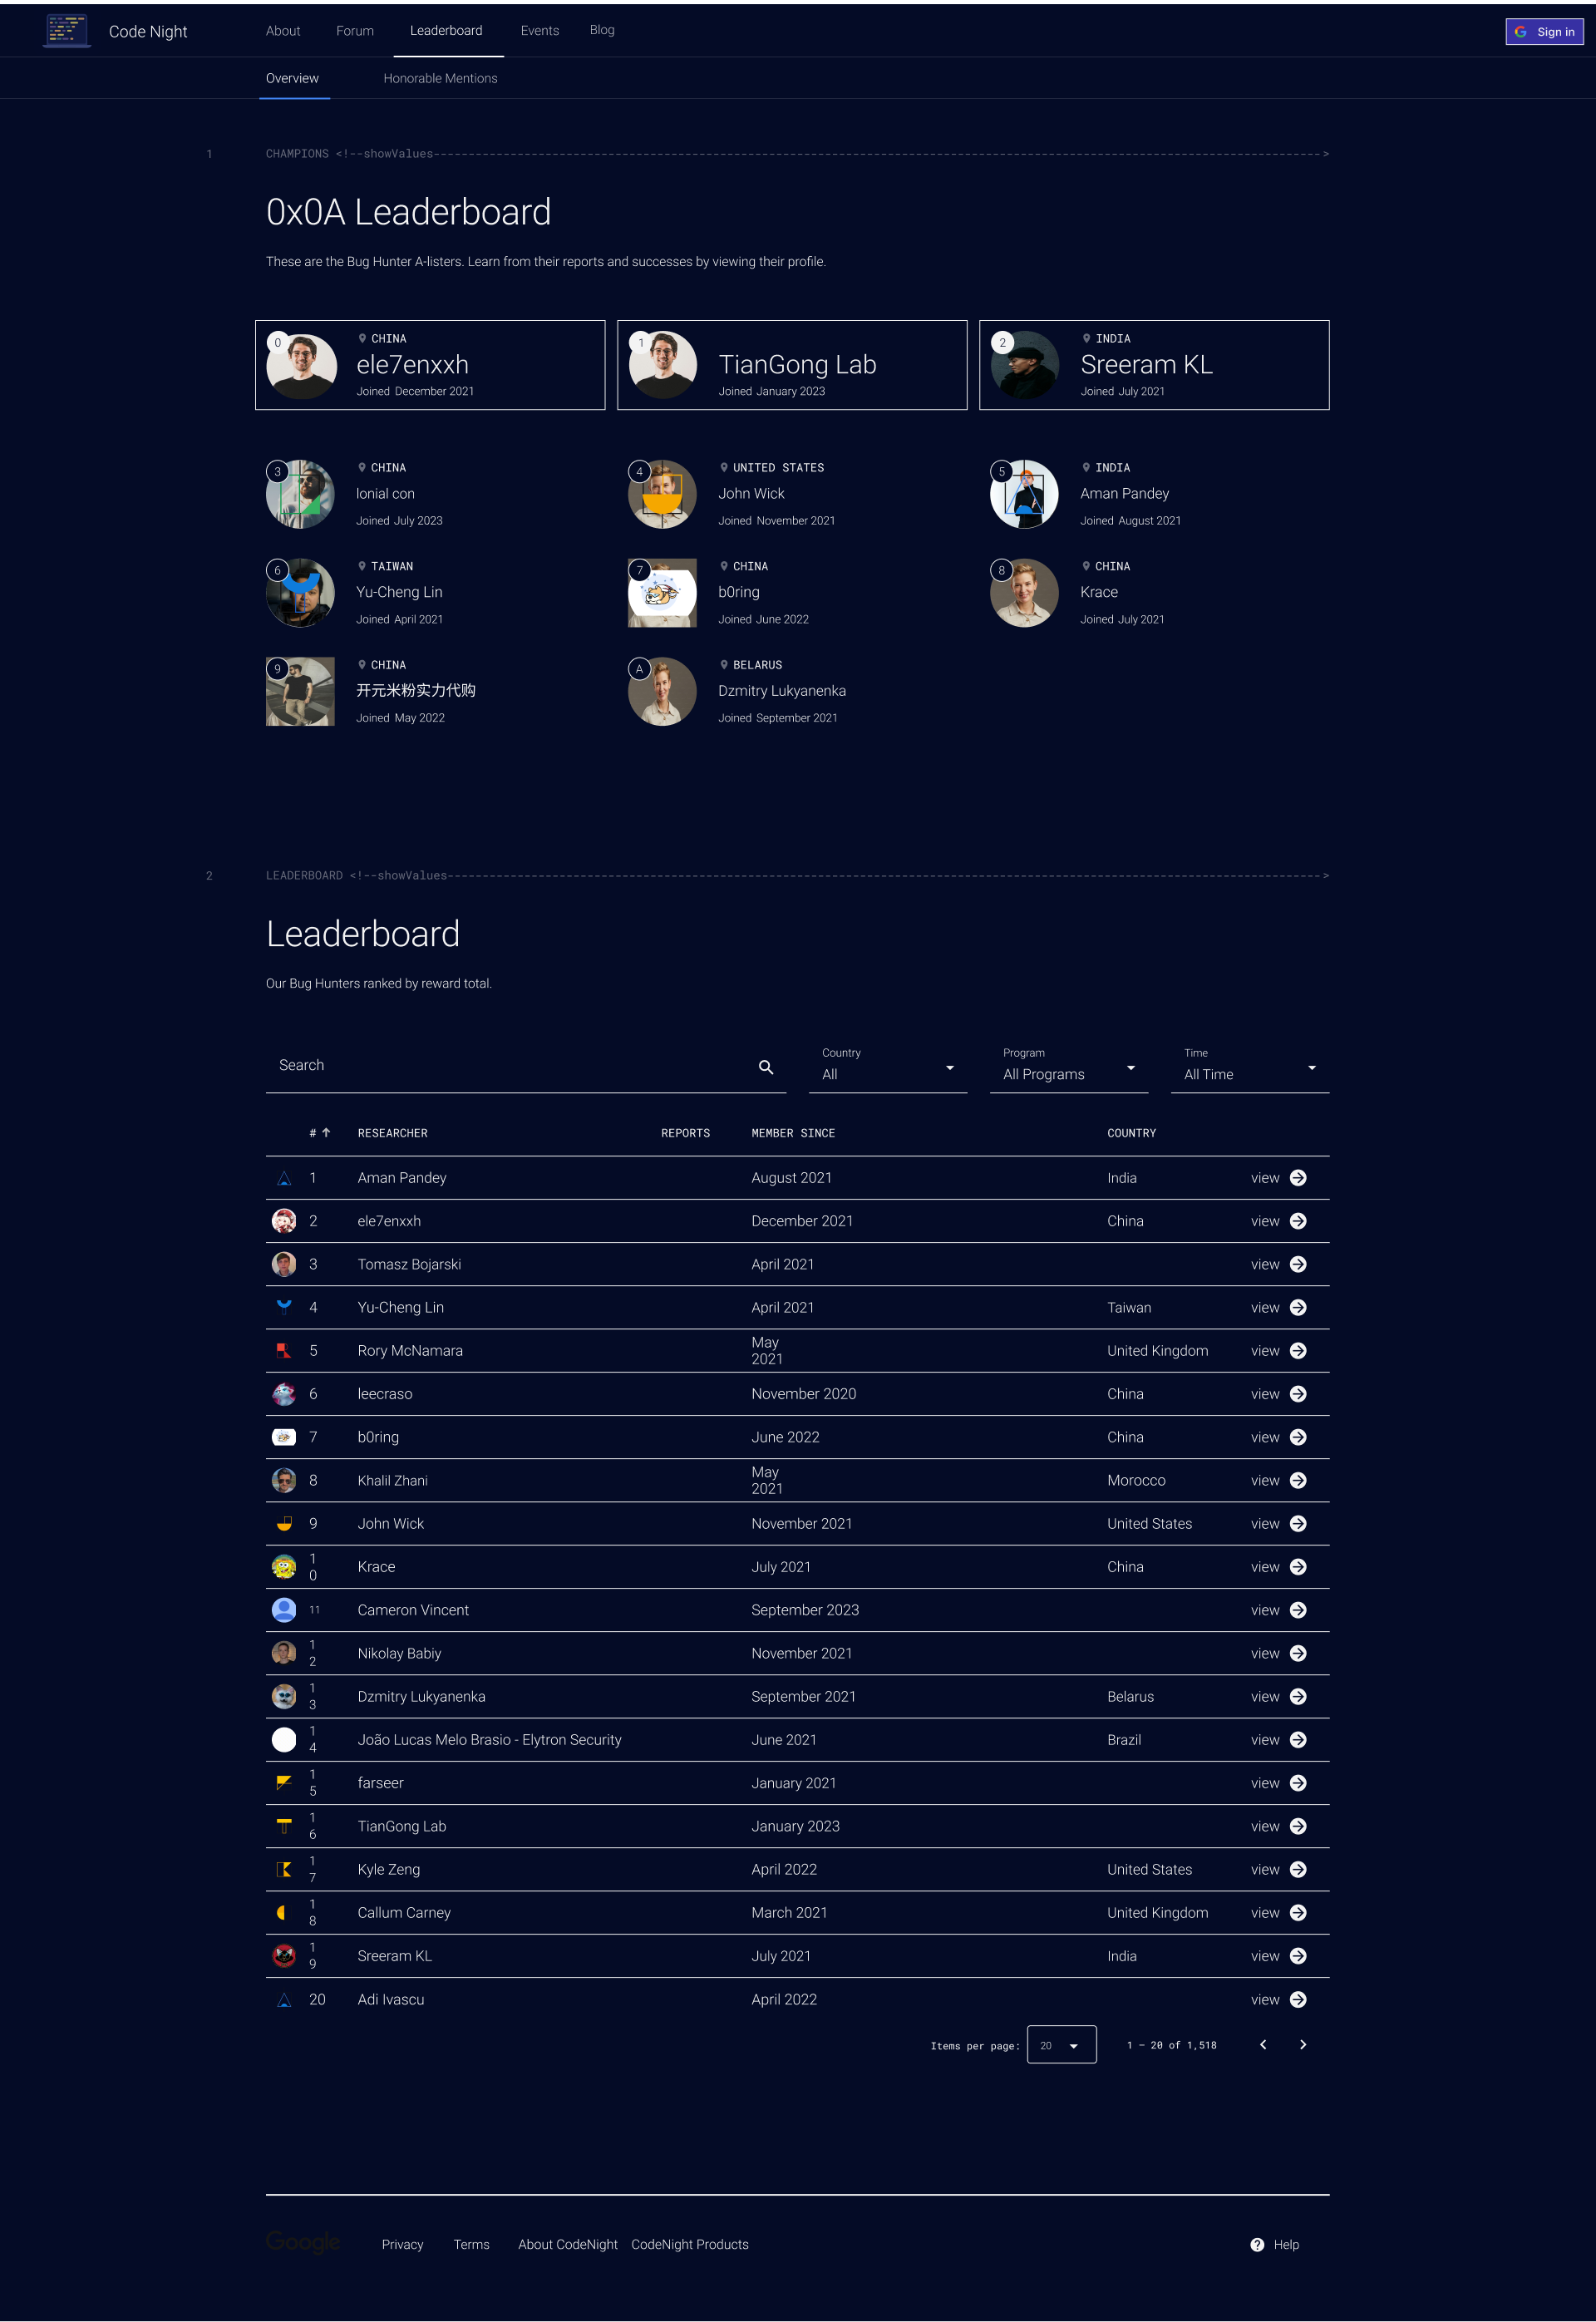 Code Night
About
Forum
Leaderboard
Events
Blog
Sign in
Overview
Honorable Mentions
1
CHAMPIONS <!--showValues------------------------------------------------------------------------------------------------------------------------------->
0x0A Leaderboard
These are the Bug Hunter A-listers. Learn from their reports and successes by viewing their profile.
0
CHINA
ele7enxxh
Joined December 2021
1
TianGong Lab
Joined January 2023
2
INDIA
Sreeram KL
Joined July 2021
3
CHINA
lonial con
Joined July 2023
4
UNITED STATES
John Wick
Joined November 2021
5
INDIA
Aman Pandey
Joined August 2021
6
TAIWAN
Yu-Cheng Lin
Joined April 2021
7
CHINA
b0ring
Joined June 2022
8
CHINA
Krace
Joined July 2021
9
CHINA
开元米粉实力代购
Joined May 2022
A
BELARUS
Dzmitry Lukyanenka
Joined September 2021
2
LEADERBOARD <!--showValues----------------------------------------------------------------------------------------------------------------------------->
Leaderboard
Our Bug Hunters ranked by reward total.
Search
Country
All
Program
All Programs
Time
All Time
# RESEARCHER REPORTS MEMBER SINCE COUNTRY
1 Aman Pandey August 2021 India view
2 ele7enxxh December 2021 China view
3 Tomasz Bojarski April 2021 view
4 Yu-Cheng Lin April 2021 Taiwan view
5 Rory McNamara May 2021 United Kingdom view
6 leecraso November 2020 China view
7 b0ring June 2022 China view
8 Khalil Zhani May 2021 Morocco view
9 John Wick November 2021 United States view
10 Krace July 2021 China view
11 Cameron Vincent September 2023 view
12 Nikolay Babiy November 2021 view
13 Dzmitry Lukyanenka September 2021 Belarus view
14 João Lucas Melo Brasio - Elytron Security June 2021 Brazil view
15 farseer January 2021 view
16 TianGong Lab January 2023 view
17 Kyle Zeng April 2022 United States view
18 Callum Carney March 2021 United Kingdom view
19 Sreeram KL July 2021 India view
20 Adi Ivascu April 2022 view
Items per page: 20 1 – 20 of 1,518
Google
Privacy
Terms
About CodeNight
CodeNight Products
Help